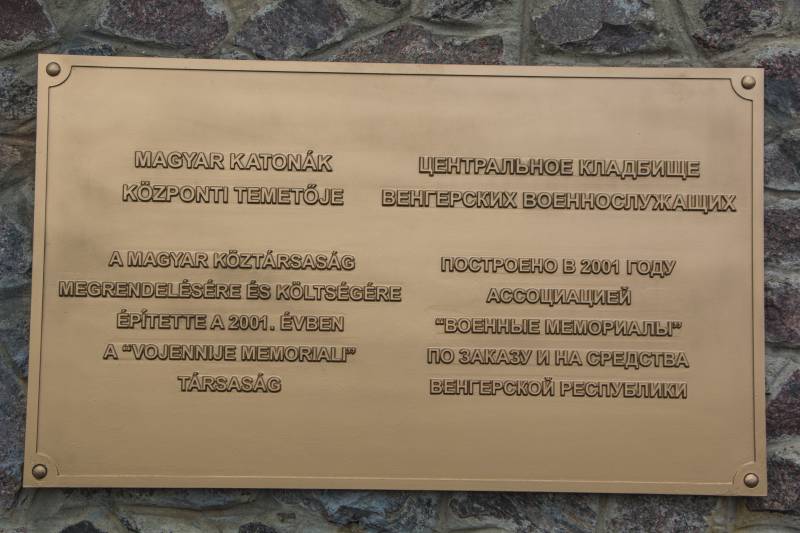 MAGYAR KATONÁK
KÖZPONTI TEMETŐJE
A MAGYAR KÖZTÁRSASÁG
MEGRENDELÉSÉRE ÉS KÖLTSÉGÉRE
ÉPÍTETTE A 2001. ÉVBEN
A “VOJENNIJE MEMORIALI”
TÁRSASÁG
ЦЕНТРАЛЬНОЕ КЛАДБИЩЕ
ВЕНГЕРСКИХ ВОЕННОСЛУЖАЩИХ
ПОСТРОЕНО В 2001 ГОДУ
АССОЦИАЦИЕЙ
“ВОЕННЫЕ МЕМОРИАЛЫ”
ПО ЗАКАЗУ И НА СРЕДСТВА
ВЕНГЕРСКОЙ РЕСПУБЛИКИ